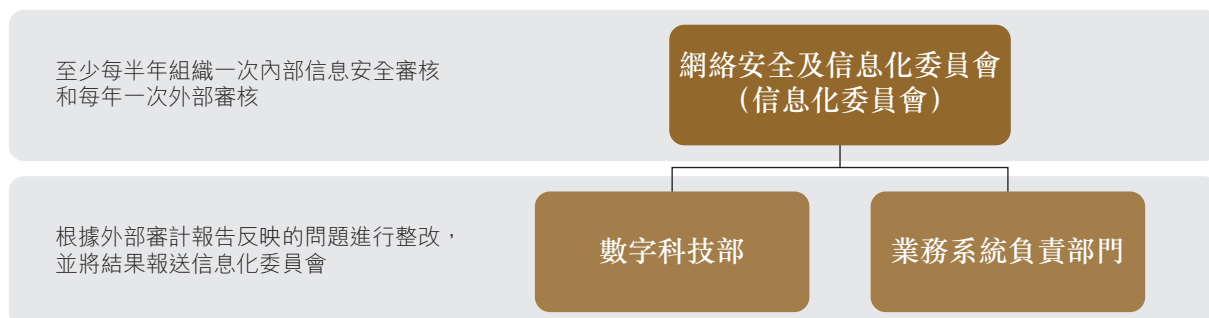 至少每半年組織一次內部信息安全審核
和每年一次外部審核
網絡安全及信息化委員會
（信息化委員會）
根據外部審計報告反映的問題進行整改，
並將結果報送信息化委員會
數字科技部
業務系統負責部門